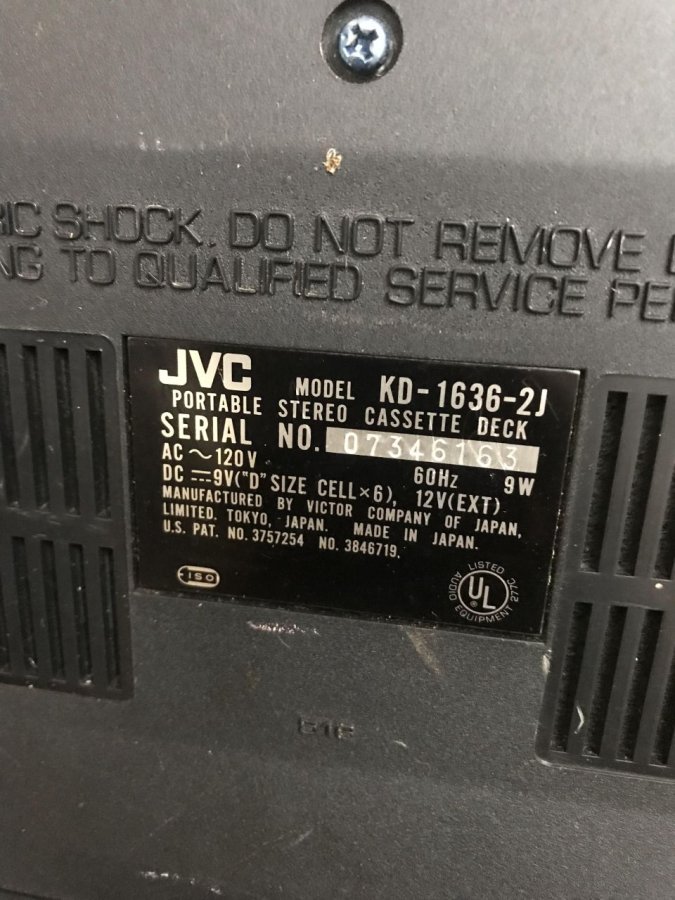 RIC SHOCK. DO NOT REMOVE
NG TO QUALIFIED SERVICE PE
JVC MODEL KD-1636-2J
PORTABLE STEREO CASSETTE DECK
SERIAL NO. 07346163
AC ～120V 60Hz 9W
DC ⎓9V("D" SIZE CELL×6), 12V(EXT)
MANUFACTURED BY VICTOR COMPANY OF JAPAN,
LIMITED, TOKYO, JAPAN. MADE IN JAPAN.
U.S. PAT. NO. 3757254 NO. 3846719,
ISO
LISTED
UL
®
AUDIO EQUIPMENT 277C